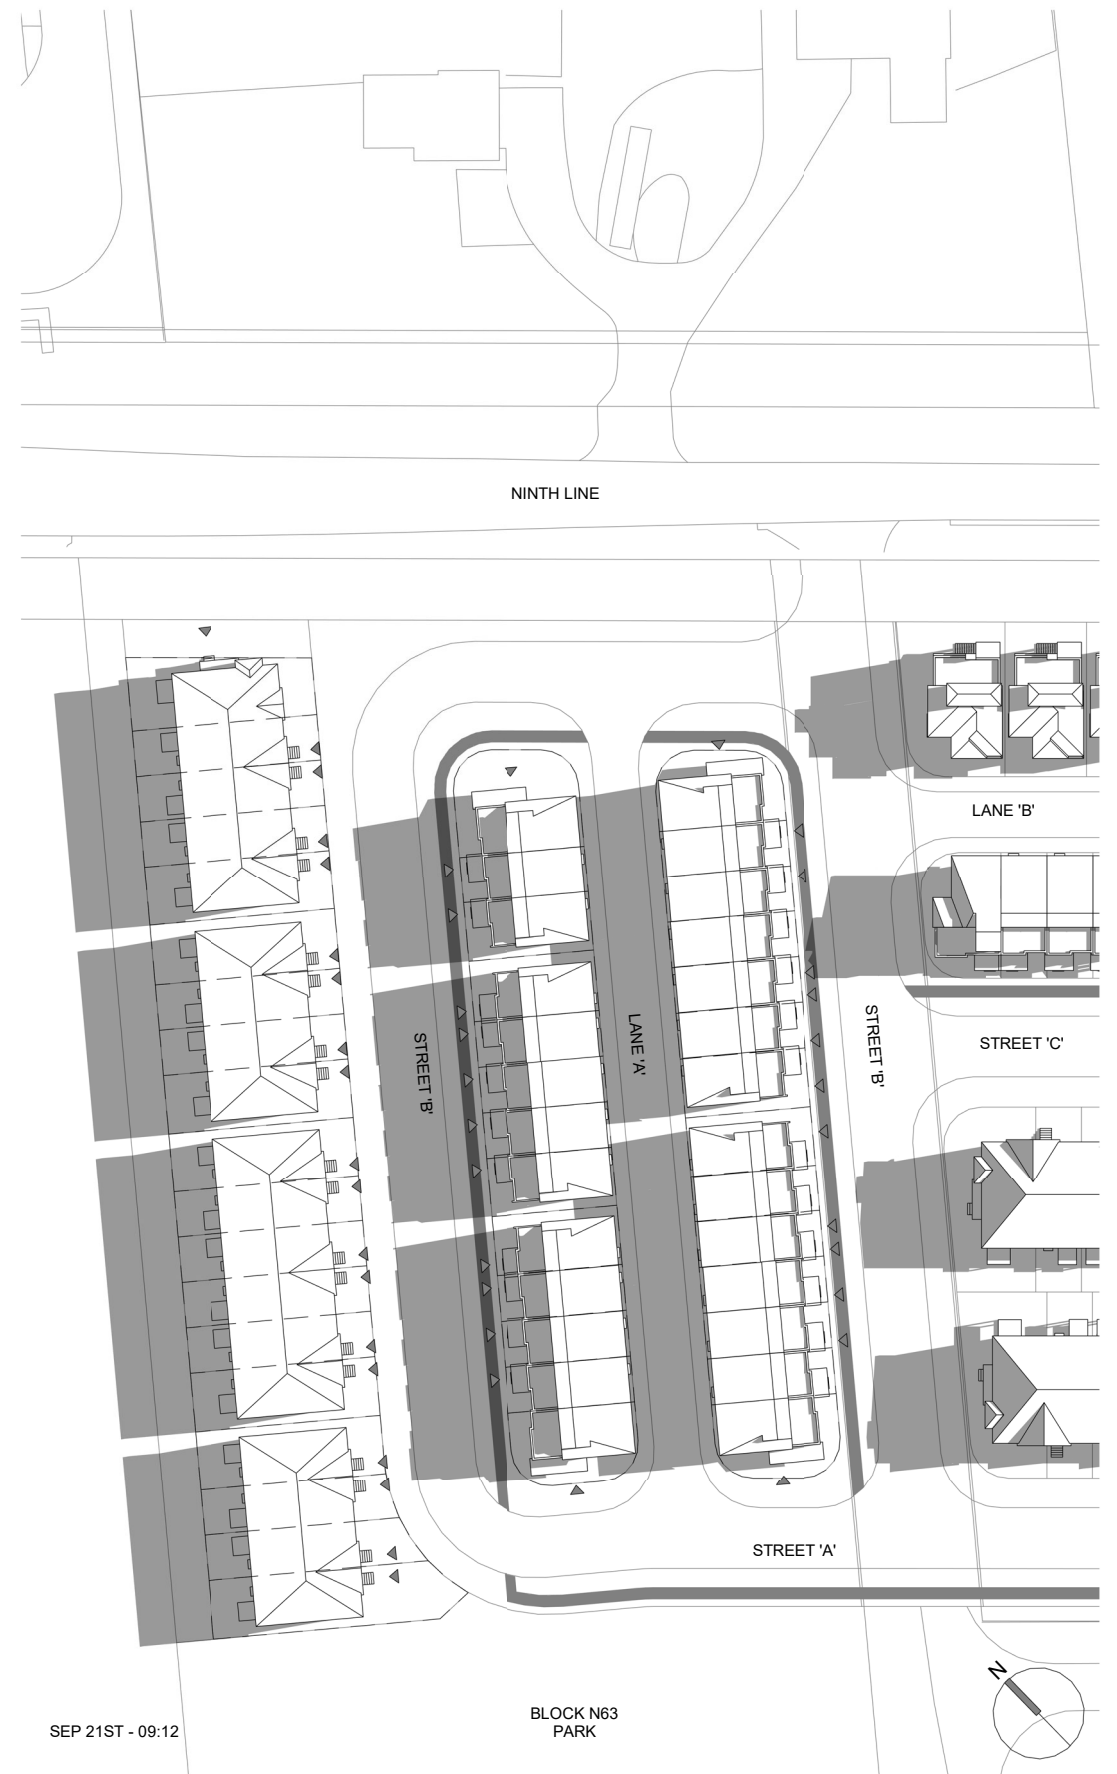 NINTH LINE
LANE 'B'
STREET 'B'
LANE 'A'
STREET 'B'
STREET 'C'
STREET 'A'
N
SEP 21ST - 09:12
BLOCK N63
PARK